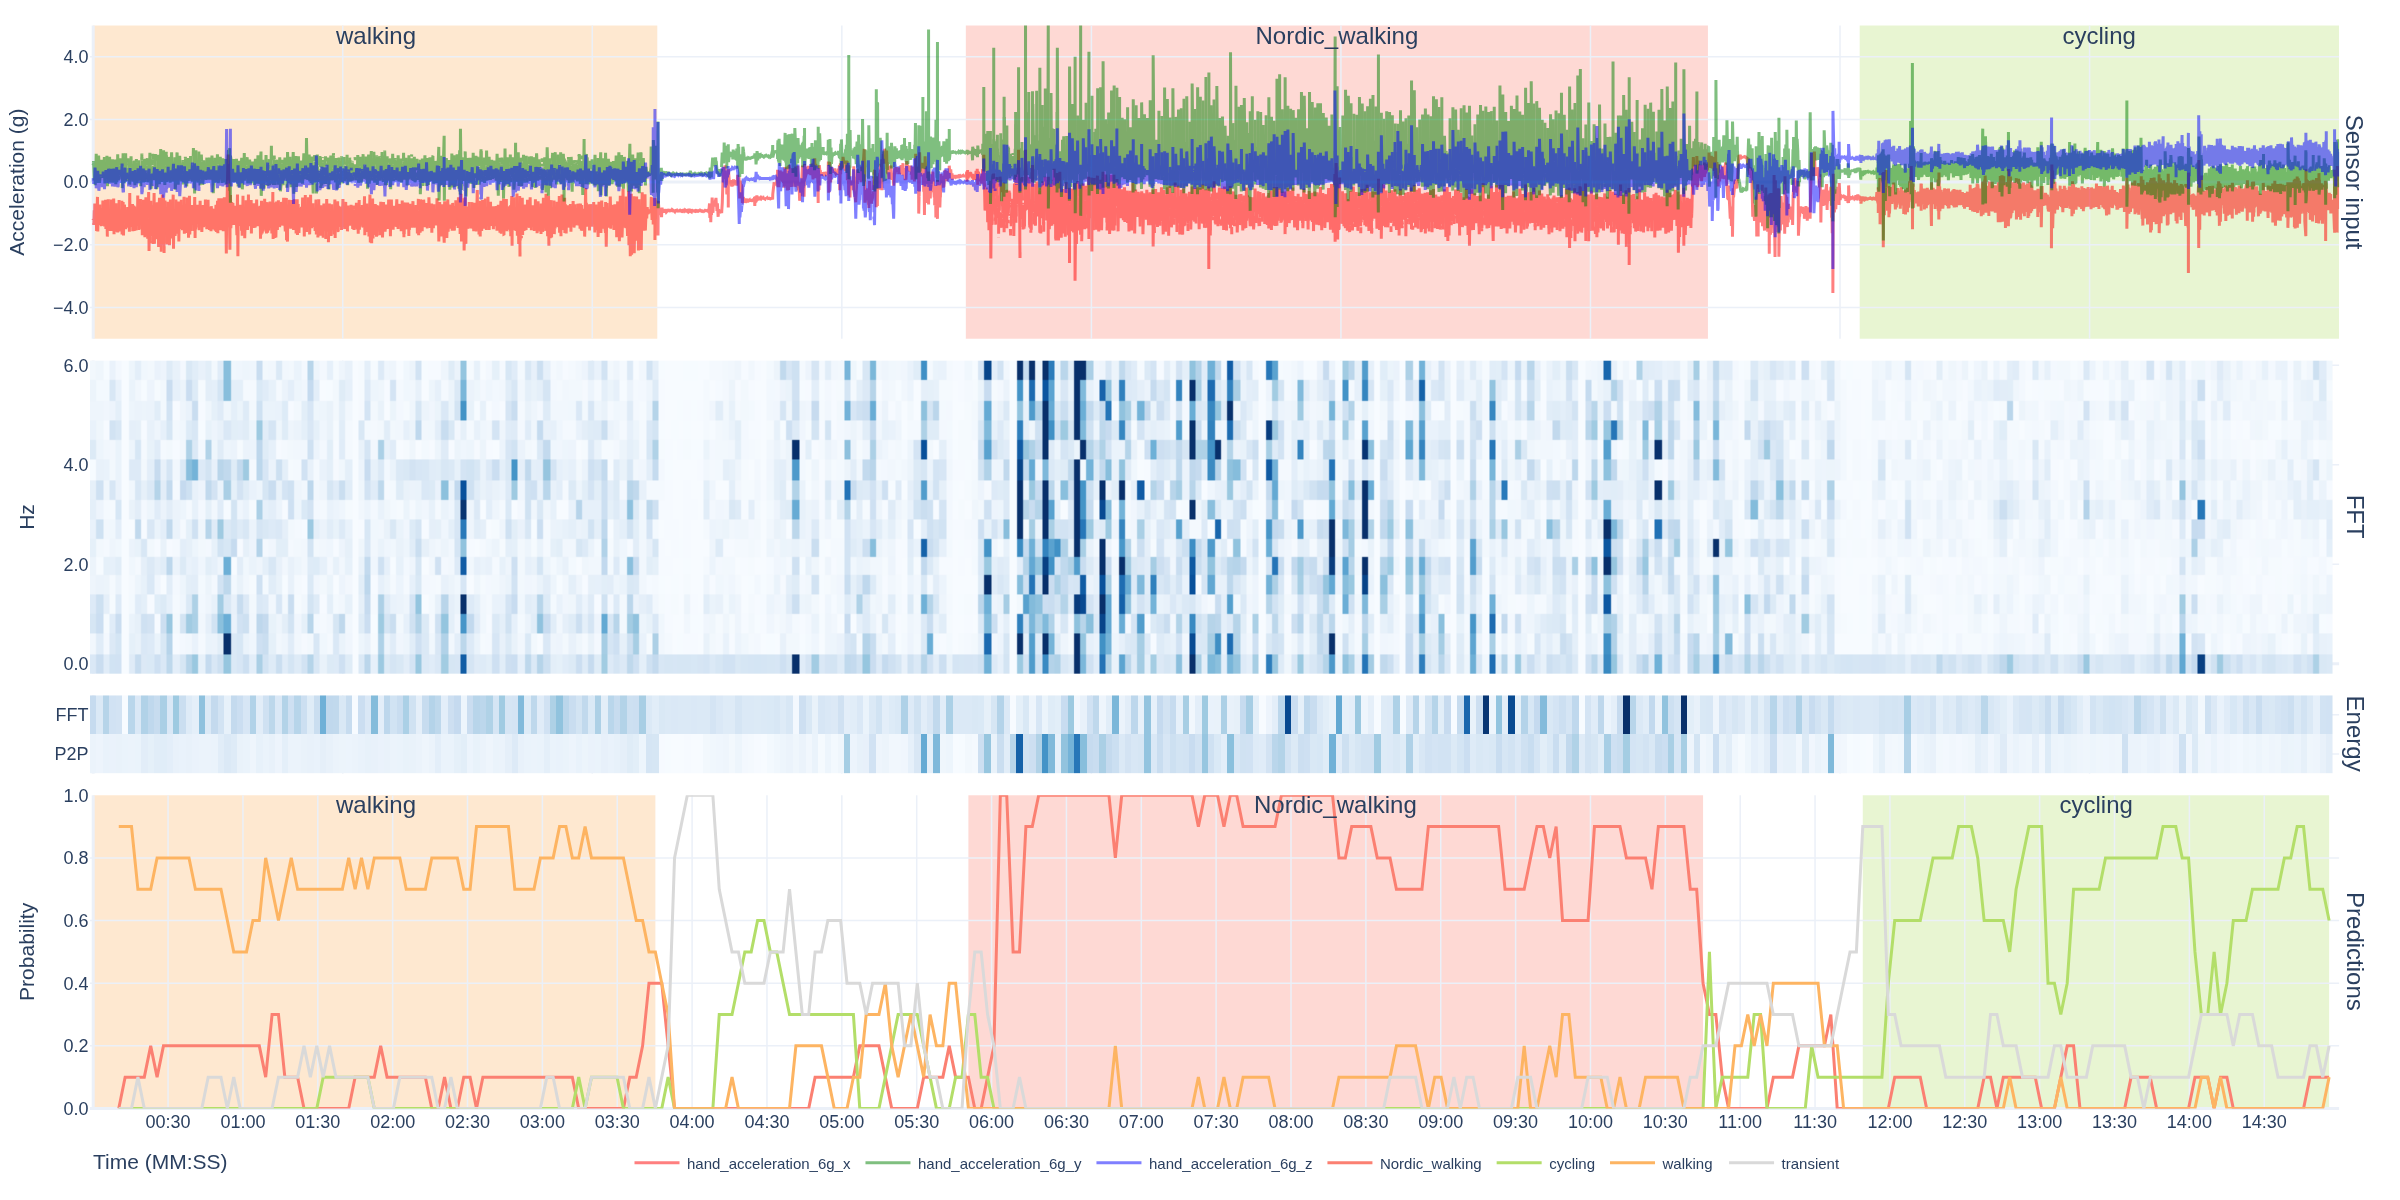 walking
Nordic_walking
cycling
4.0
2.0
0.0
−2.0
−4.0
Acceleration (g)
Sensor input
6.0
4.0
2.0
0.0
Hz
FFT
FFT
P2P
Energy
walking
Nordic_walking
cycling
1.0
0.8
0.6
0.4
0.2
0.0
Probability
Predictions
00:30 01:00 01:30 02:00 02:30 03:00 03:30 04:00 04:30 05:00 05:30 06:00 06:30 07:00 07:30 08:00 08:30 09:00 09:30 10:00 10:30 11:00 11:30 12:00 12:30 13:00 13:30 14:00 14:30
Time (MM:SS)
hand_acceleration_6g_x hand_acceleration_6g_y hand_acceleration_6g_z Nordic_walking cycling walking transient